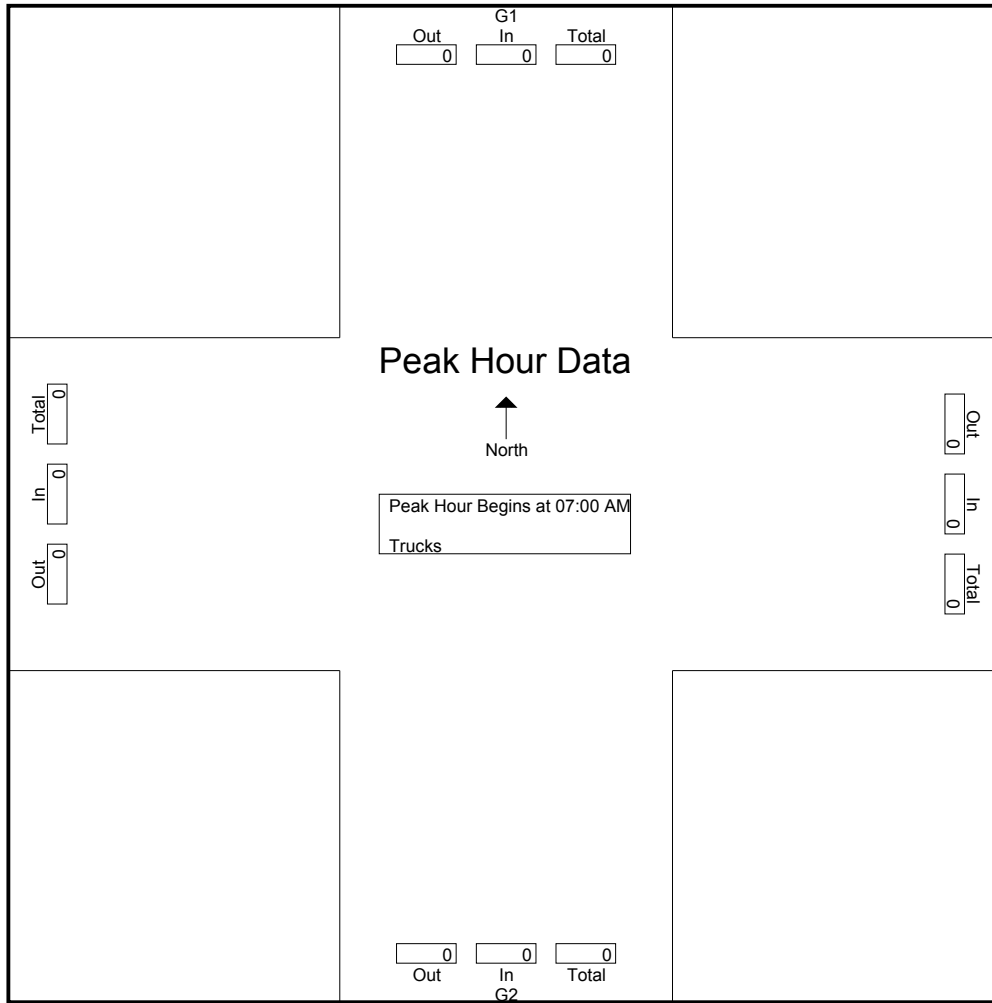 G1
Out In Total
0 0 0
Peak Hour Data
North
Peak Hour Begins at 07:00 AM
Trucks
Total 0
In 0
Out 0
Out 0
In 0
Total 0
0 0 0
Out In Total
G2